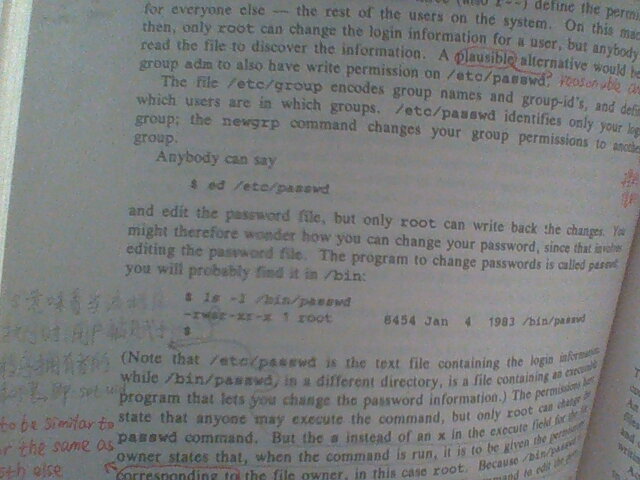 (also r--) define the perm
for everyone else — the rest of the users on the system. On this mac
then, only root can change the login information for a user, but anybody
read the file to discover the information. A plausible alternative would b
group adm to also have write permission on /etc/passwd. reasonable
The file /etc/group encodes group names and group-id's, and defi
which users are in which groups. /etc/passwd identifies only your log
group; the newgrp command changes your group permissions to anothe
group.
Anybody can say
$ ed /etc/passwd
and edit the password file, but only root can write back the changes. You
might therefore wonder how you can change your password, since that involves
editing the password file. The program to change passwords is called passwd;
you will probably find it in /bin:
$ ls -l /bin/passwd
-rwsr-xr-x 1 root 8454 Jan 4 1983 /bin/passwd
$
(Note that /etc/passwd is the text file containing the login information,
while /bin/passwd, in a different directory, is a file containing an executable
program that lets you change the password information.) The permissions here
state that anyone may execute the command, but only root can change the
passwd command. But the s instead of an x in the execute field for the file
owner states that, when the command is run, it is to be given the permissions
corresponding to the file owner, in this case root. Because /bin/passwd
to be similar to
or the same as
sth else